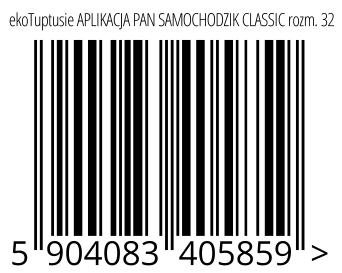 ekoTuptusie APLIKACJA PAN SAMOCHODZIK CLASSIC rozm. 32
5 904083 405859 >